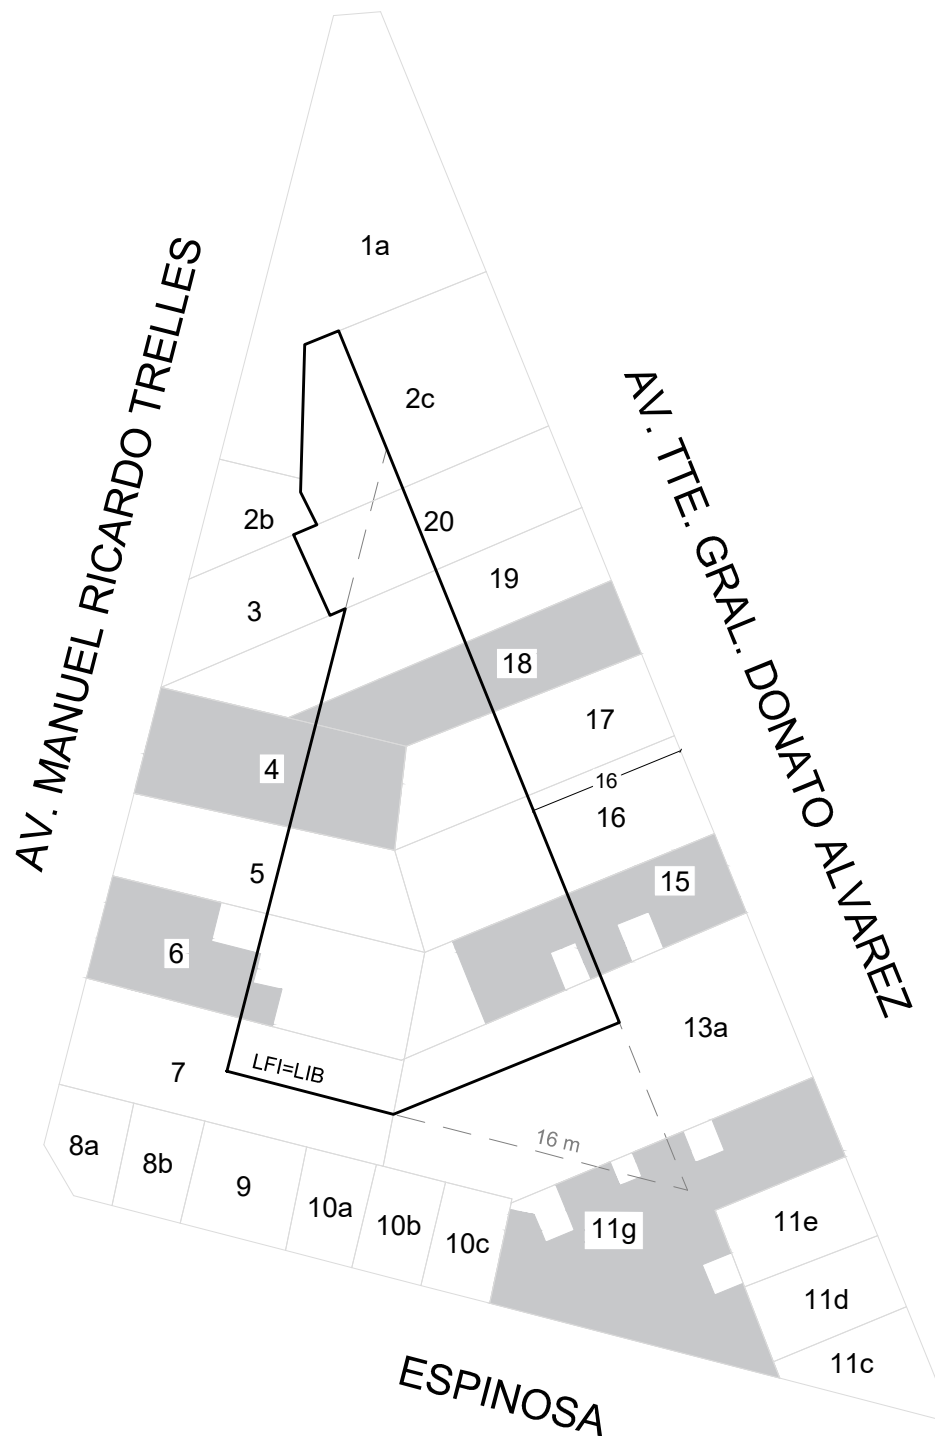 1a
AV. MANUEL RICARDO TRELLES
AV. TTE. GRAL. DONATO ALVAREZ
2c
2b
20
19
3
18
17
4
16
16
5
15
6
13a
7
LFI=LIB
16 m
8a
8b
9
10a
10b
10c
11g
11e
11d
11c
ESPINOSA